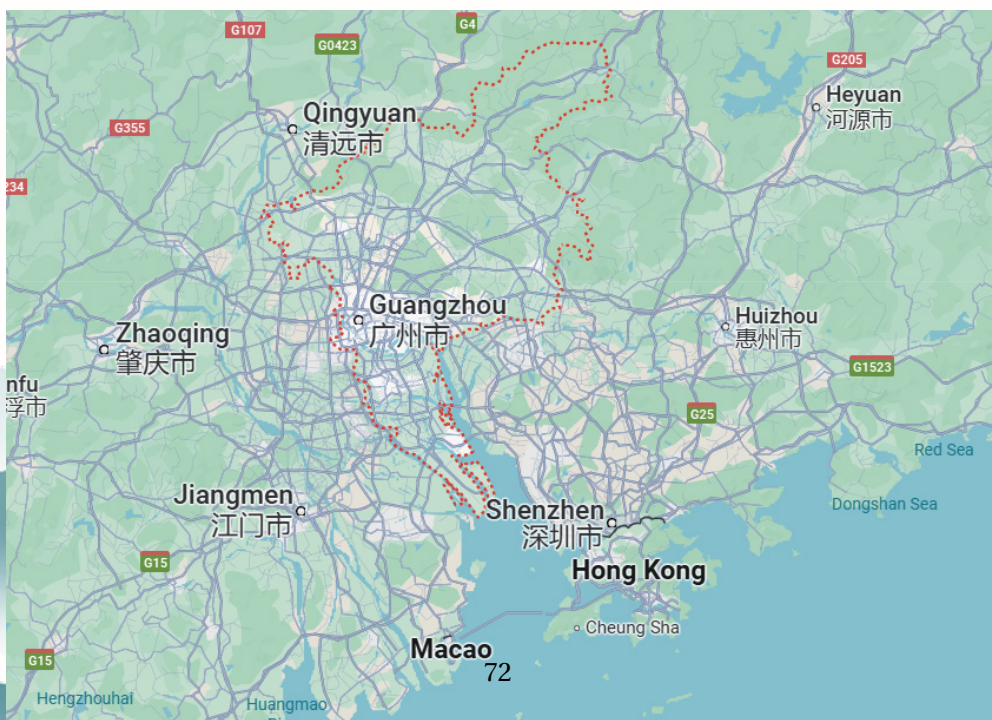 G107
G4
G0423
G205
Heyuan
河源市
Qingyuan
清远市
G355
234
Guangzhou
广州市
Huizhou
惠州市
Zhaoqing
肇庆市
nfu
浮市
G1523
G25
Red Sea
Dongshan Sea
Jiangmen
江门市
Shenzhen
深圳市
G15
Hong Kong
Cheung Sha
Macao
72
G15
Hengzhouhai
Huangmao